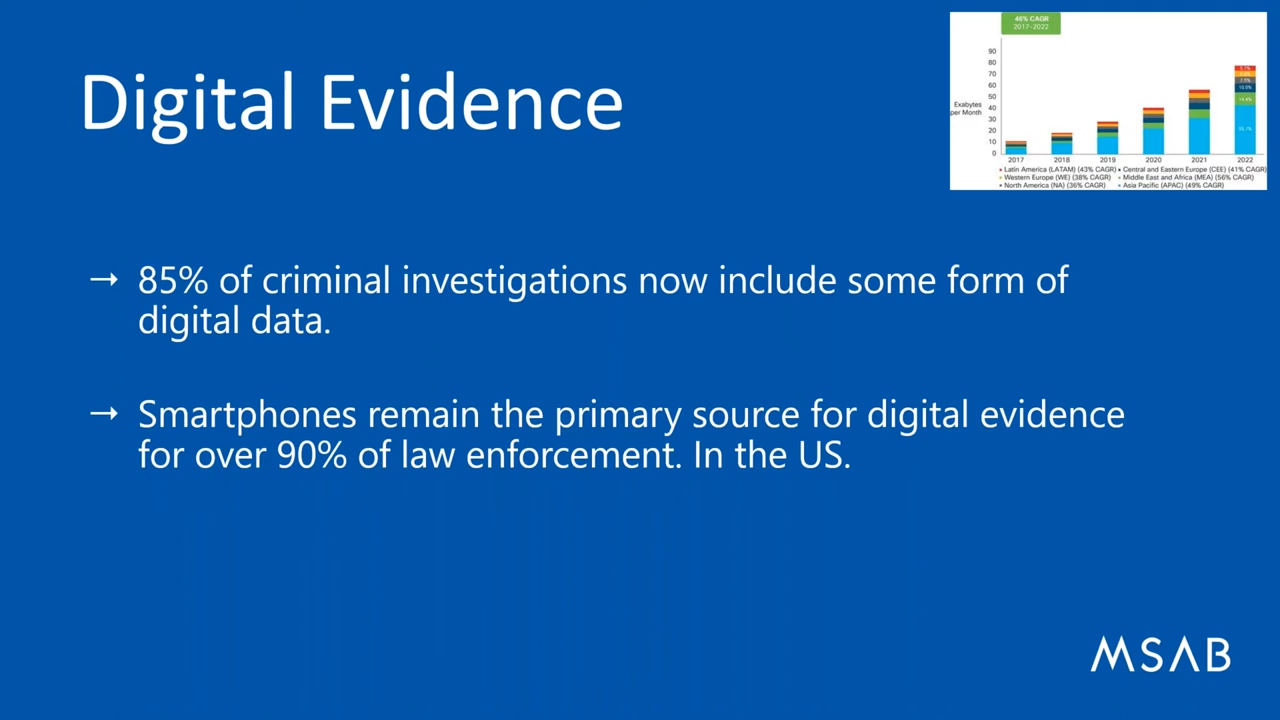 Digital Evidence
46% CAGR
2017–2022
90
80
70
60
50
40
30
20
10
0
Exabytes
per Month
2017 2018 2019 2020 2021 2022
10.0%
Latin America (LATAM) (43% CAGR) Central and Eastern Europe (CEE) (41% CAGR)
Western Europe (WE) (38% CAGR) Middle East and Africa (MEA) (56% CAGR)
North America (NA) (36% CAGR) Asia Pacific (APAC) (49% CAGR)
→ 85% of criminal investigations now include some form of
digital data.
→ Smartphones remain the primary source for digital evidence
for over 90% of law enforcement. In the US.
MSAB